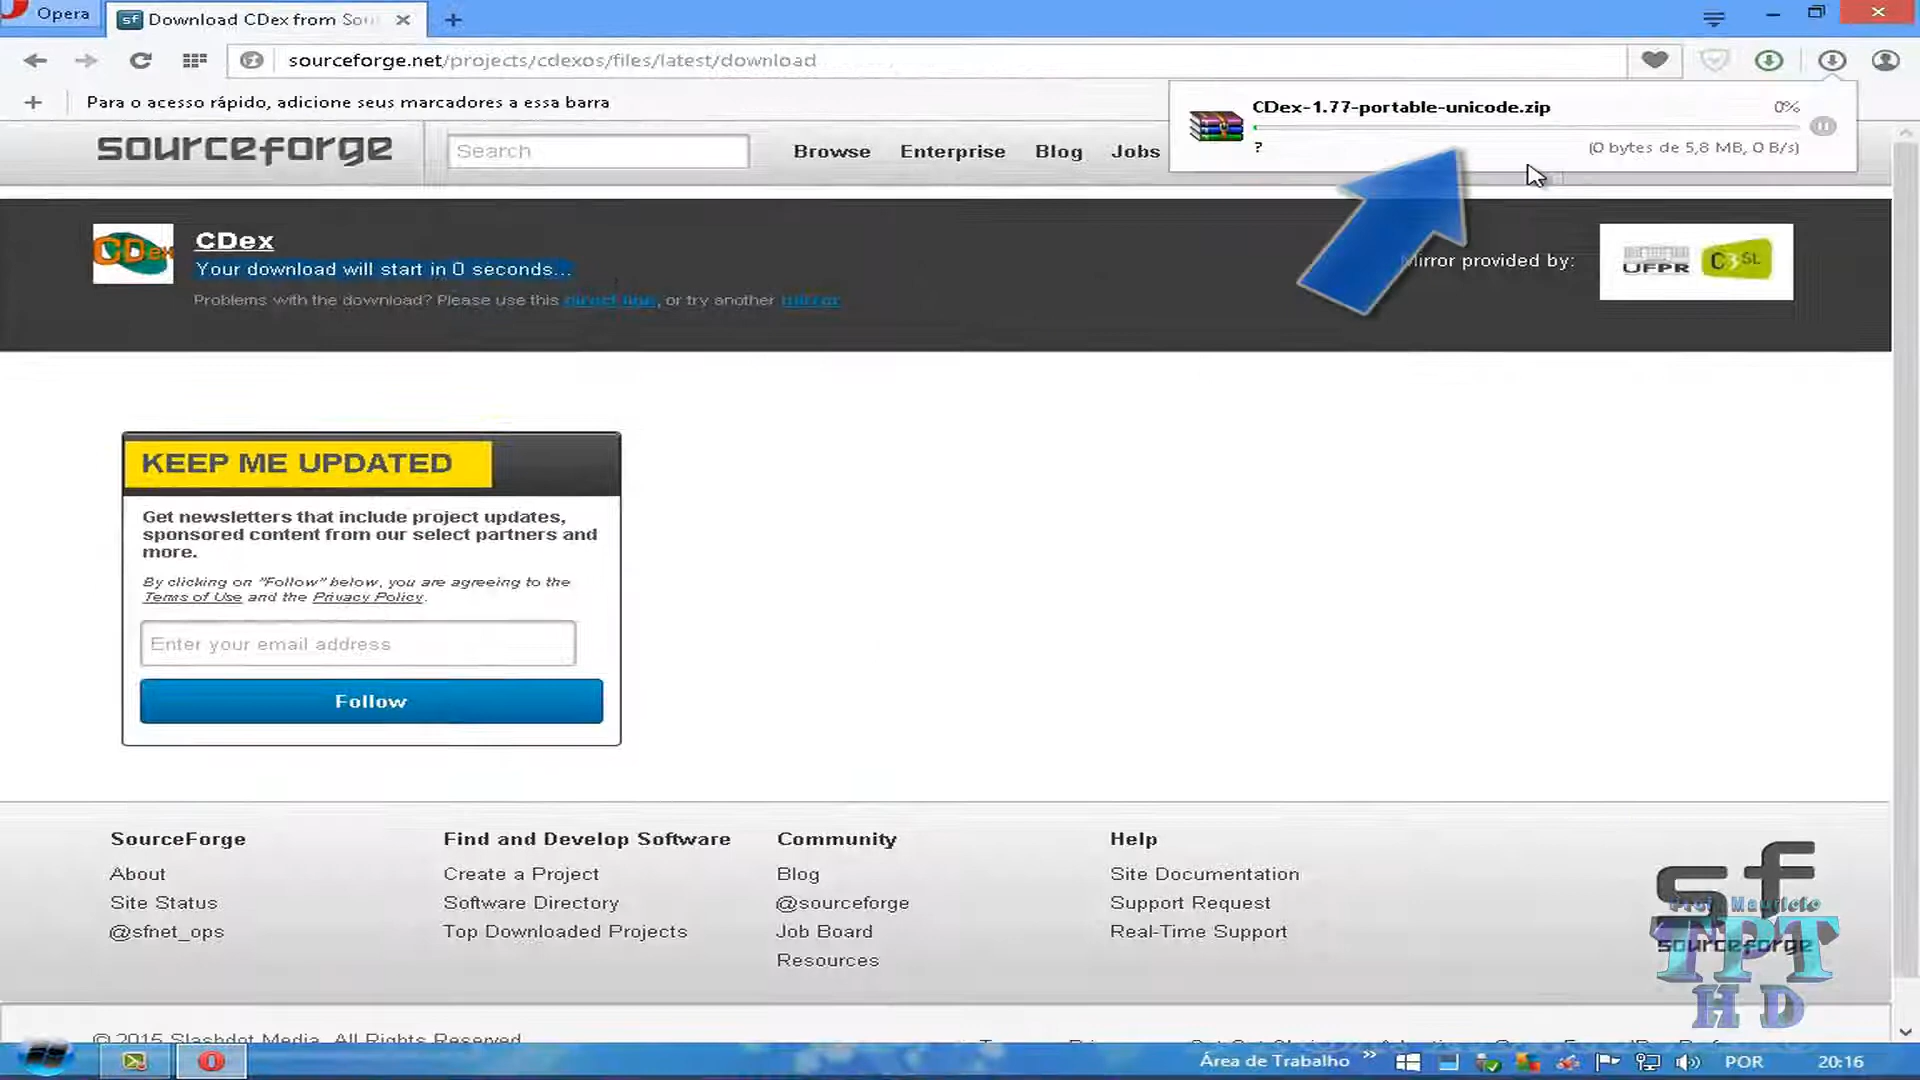 Opera
Download CDex from Sou
sourceforge.net/projects/cdexos/files/latest/download
Para o acesso rápido, adicione seus marcadores a essa barra
CDex-1.77-portable-unicode.zip
0%
?
(0 bytes de 5,8 MB, 0 B/s)
sourceforge
Search
Browse
Enterprise
Blog
Jobs
CDex
CDex
Your download will start in 0 seconds...
Problems with the download? Please use this direct link, or try another mirror
Mirror provided by:
UFPR
C3SL
KEEP ME UPDATED
Get newsletters that include project updates,
sponsored content from our select partners and
more.
By clicking on "Follow" below, you are agreeing to the
Terms of Use and the Privacy Policy.
Enter your email address
Follow
SourceForge
About
Site Status
@sfnet_ops
Find and Develop Software
Create a Project
Software Directory
Top Downloaded Projects
Community
Blog
@sourceforge
Job Board
Resources
Help
Site Documentation
Support Request
Real-Time Support
sf
sourceforge
Prof. Mauricio
TPT
HD
© 2015 Slashdot Media. All Rights Reserved.
Área de Trabalho
POR
20:16